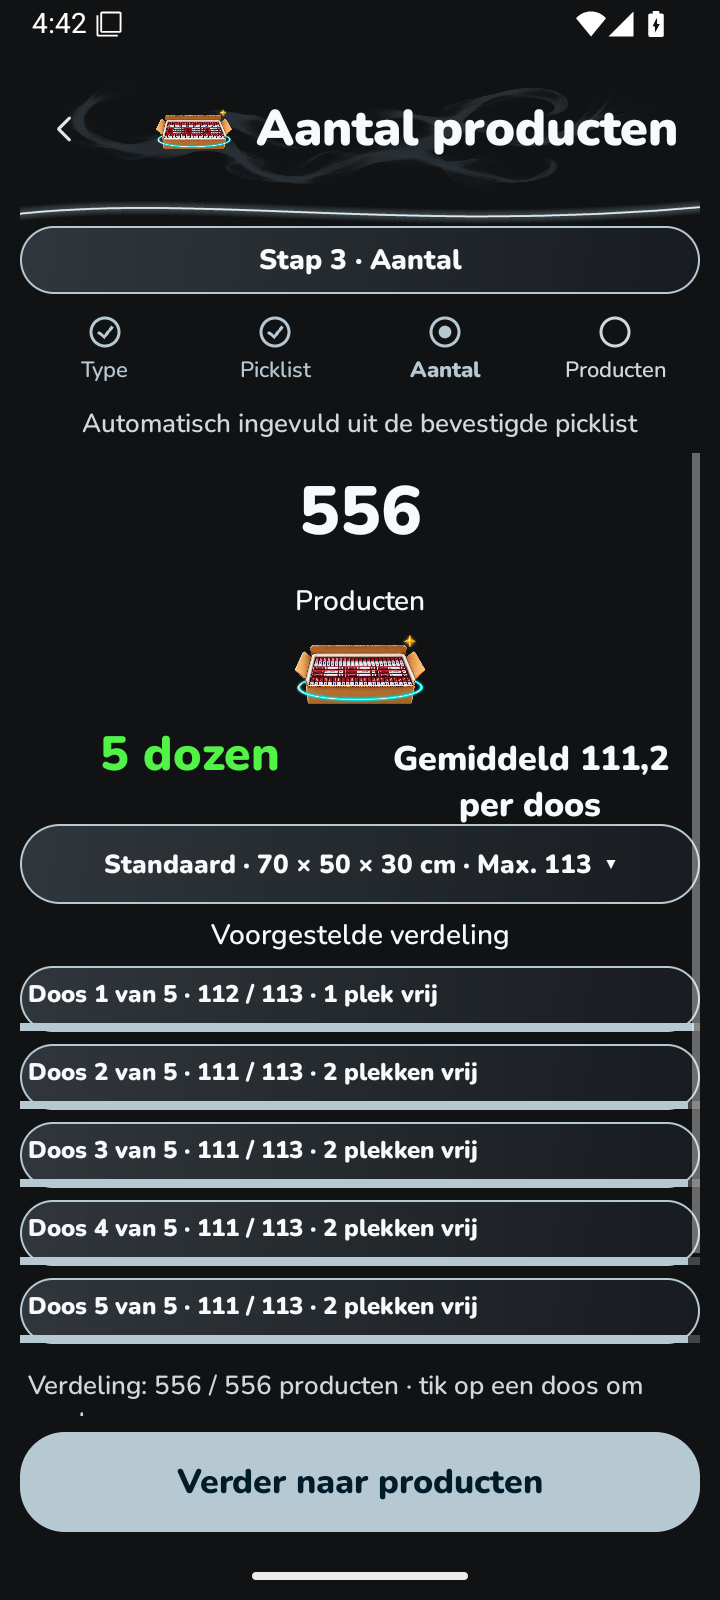 4:42
Aantal producten
Stap 3 · Aantal
Type
Picklist
Aantal
Producten
Automatisch ingevuld uit de bevestigde picklist
556
Producten
5 dozen
Gemiddeld 111,2
per doos
Standaard · 70 × 50 × 30 cm · Max. 113 ▼
Voorgestelde verdeling
Doos 1 van 5 · 112 / 113 · 1 plek vrij
Doos 2 van 5 · 111 / 113 · 2 plekken vrij
Doos 3 van 5 · 111 / 113 · 2 plekken vrij
Doos 4 van 5 · 111 / 113 · 2 plekken vrij
Doos 5 van 5 · 111 / 113 · 2 plekken vrij
Verdeling: 556 / 556 producten · tik op een doos om
Verder naar producten